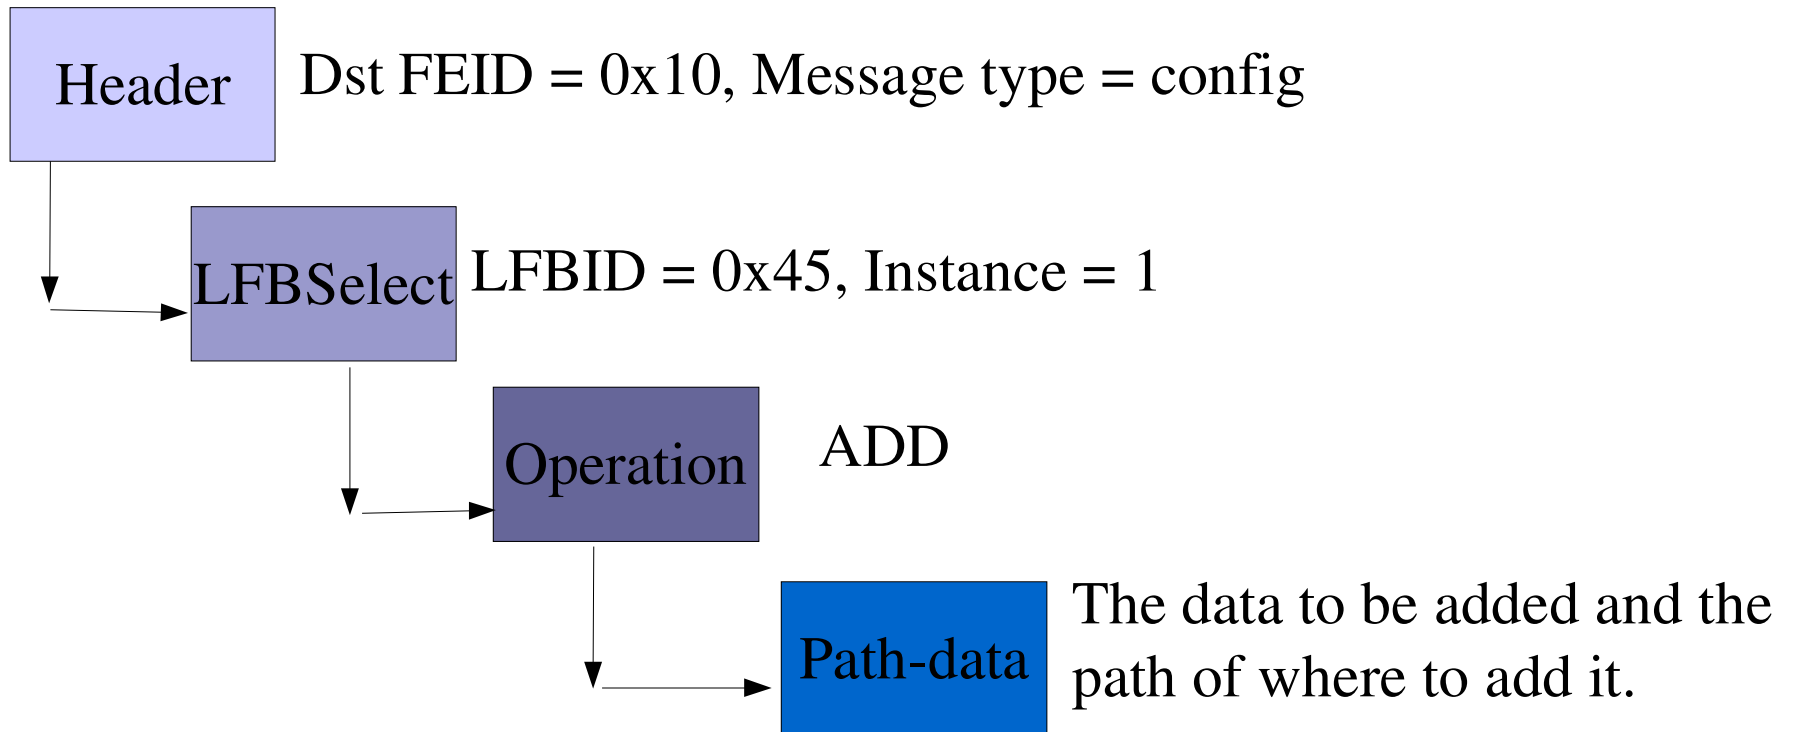 Header
Dst FEID = 0x10, Message type = config
LFBSelect
LFBID = 0x45, Instance = 1
Operation
ADD
Path-data
The data to be added and the
path of where to add it.